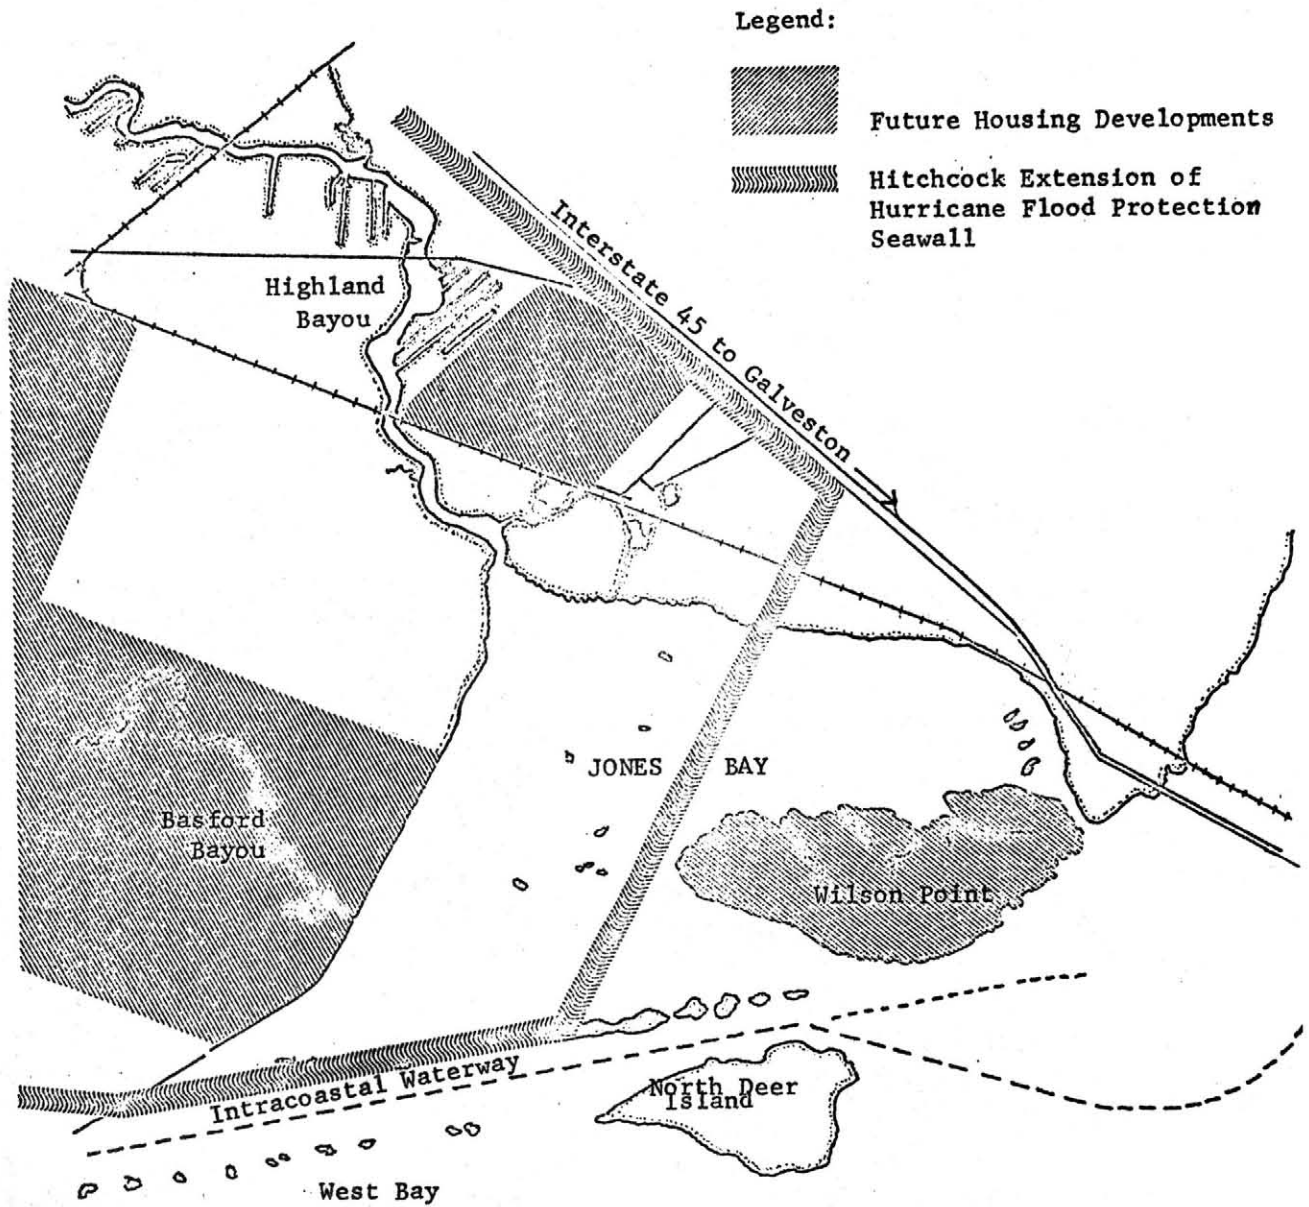 Legend:
Future Housing Developments
Hitchcock Extension of
Hurricane Flood Protection
Seawall
Interstate 45 to Galveston
Highland
Bayou
JONES BAY
Basford
Bayou
Wilson Point
Intracoastal Waterway
North Deer
Island
West Bay